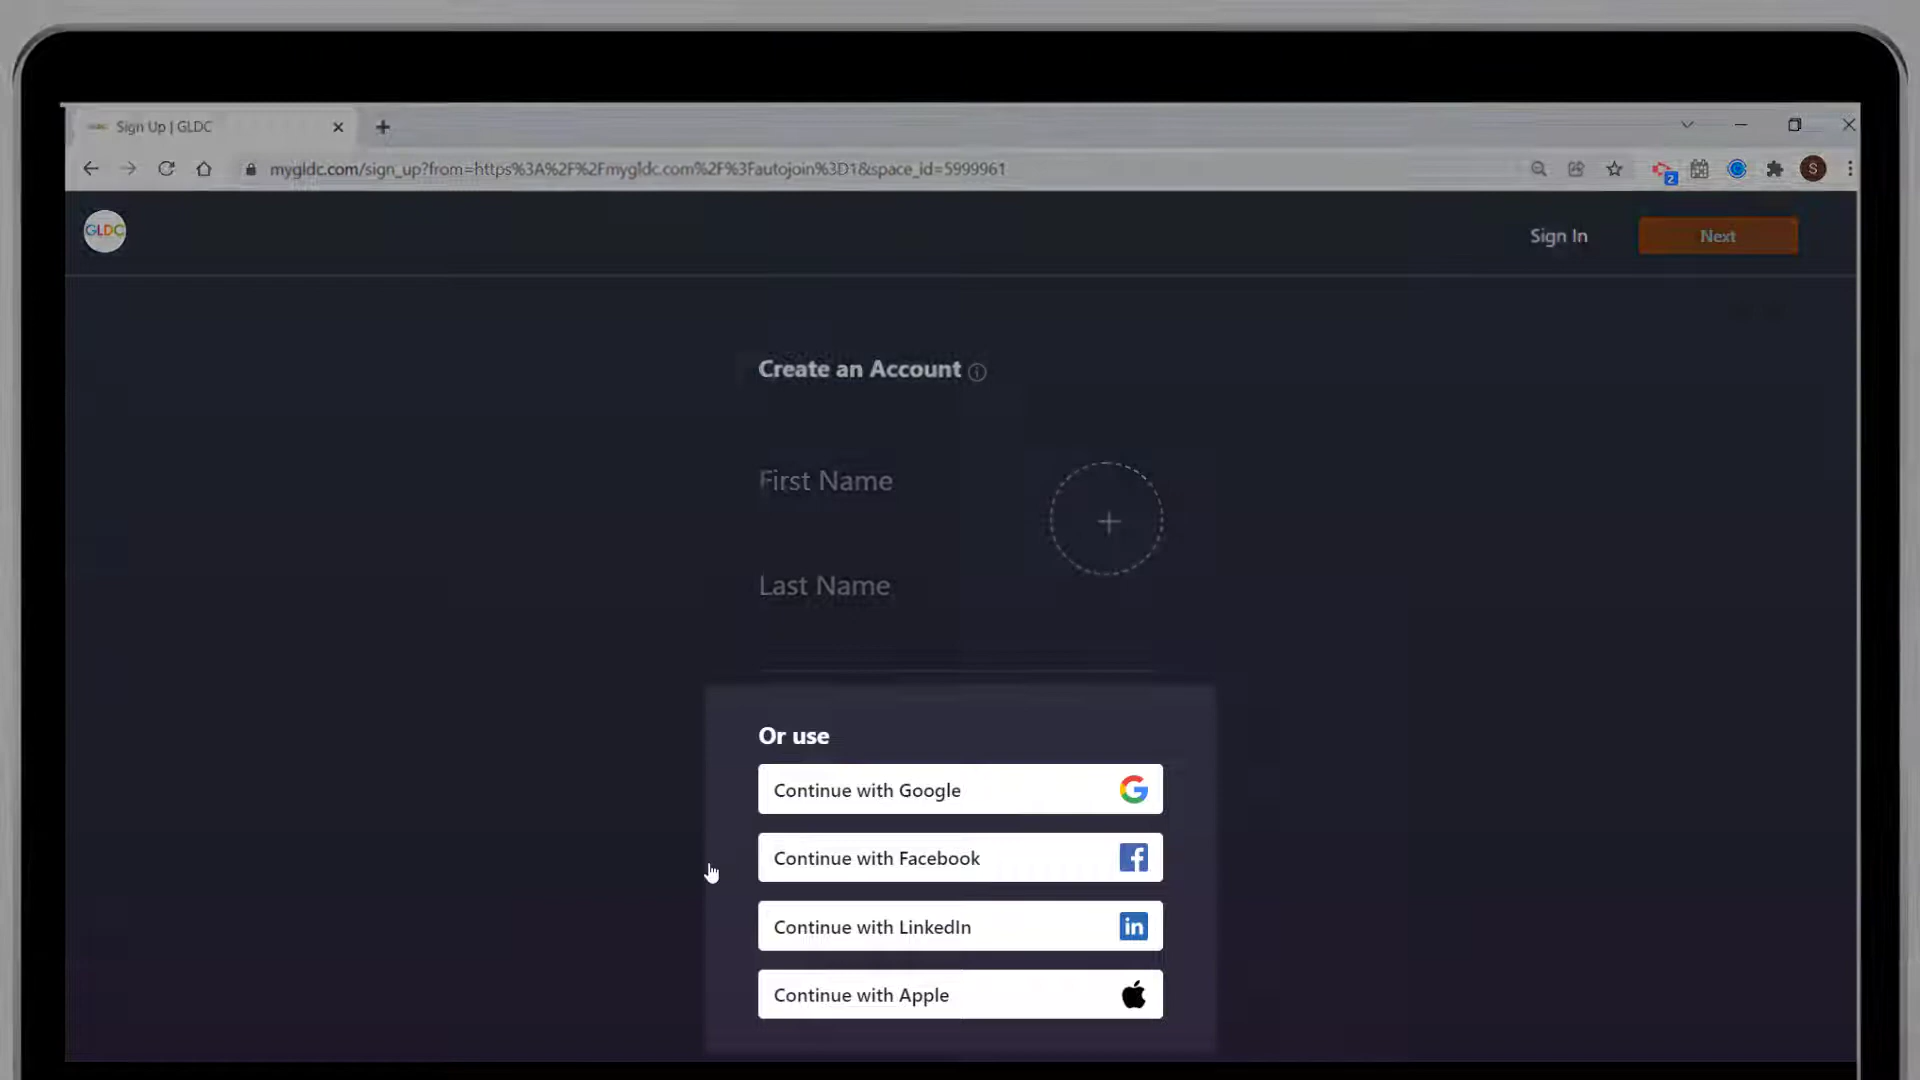 Sign Up | GLDC
mygldc.com/sign_up?from=https%3A%2F%2Fmygldc.com%2F%3Fautojoin%3D1&space_id=5999961
2
S
GLDC
Sign In
Next
Create an Account
First Name
Last Name
Or use
Continue with Google
Continue with Facebook
Continue with LinkedIn
in
Continue with Apple